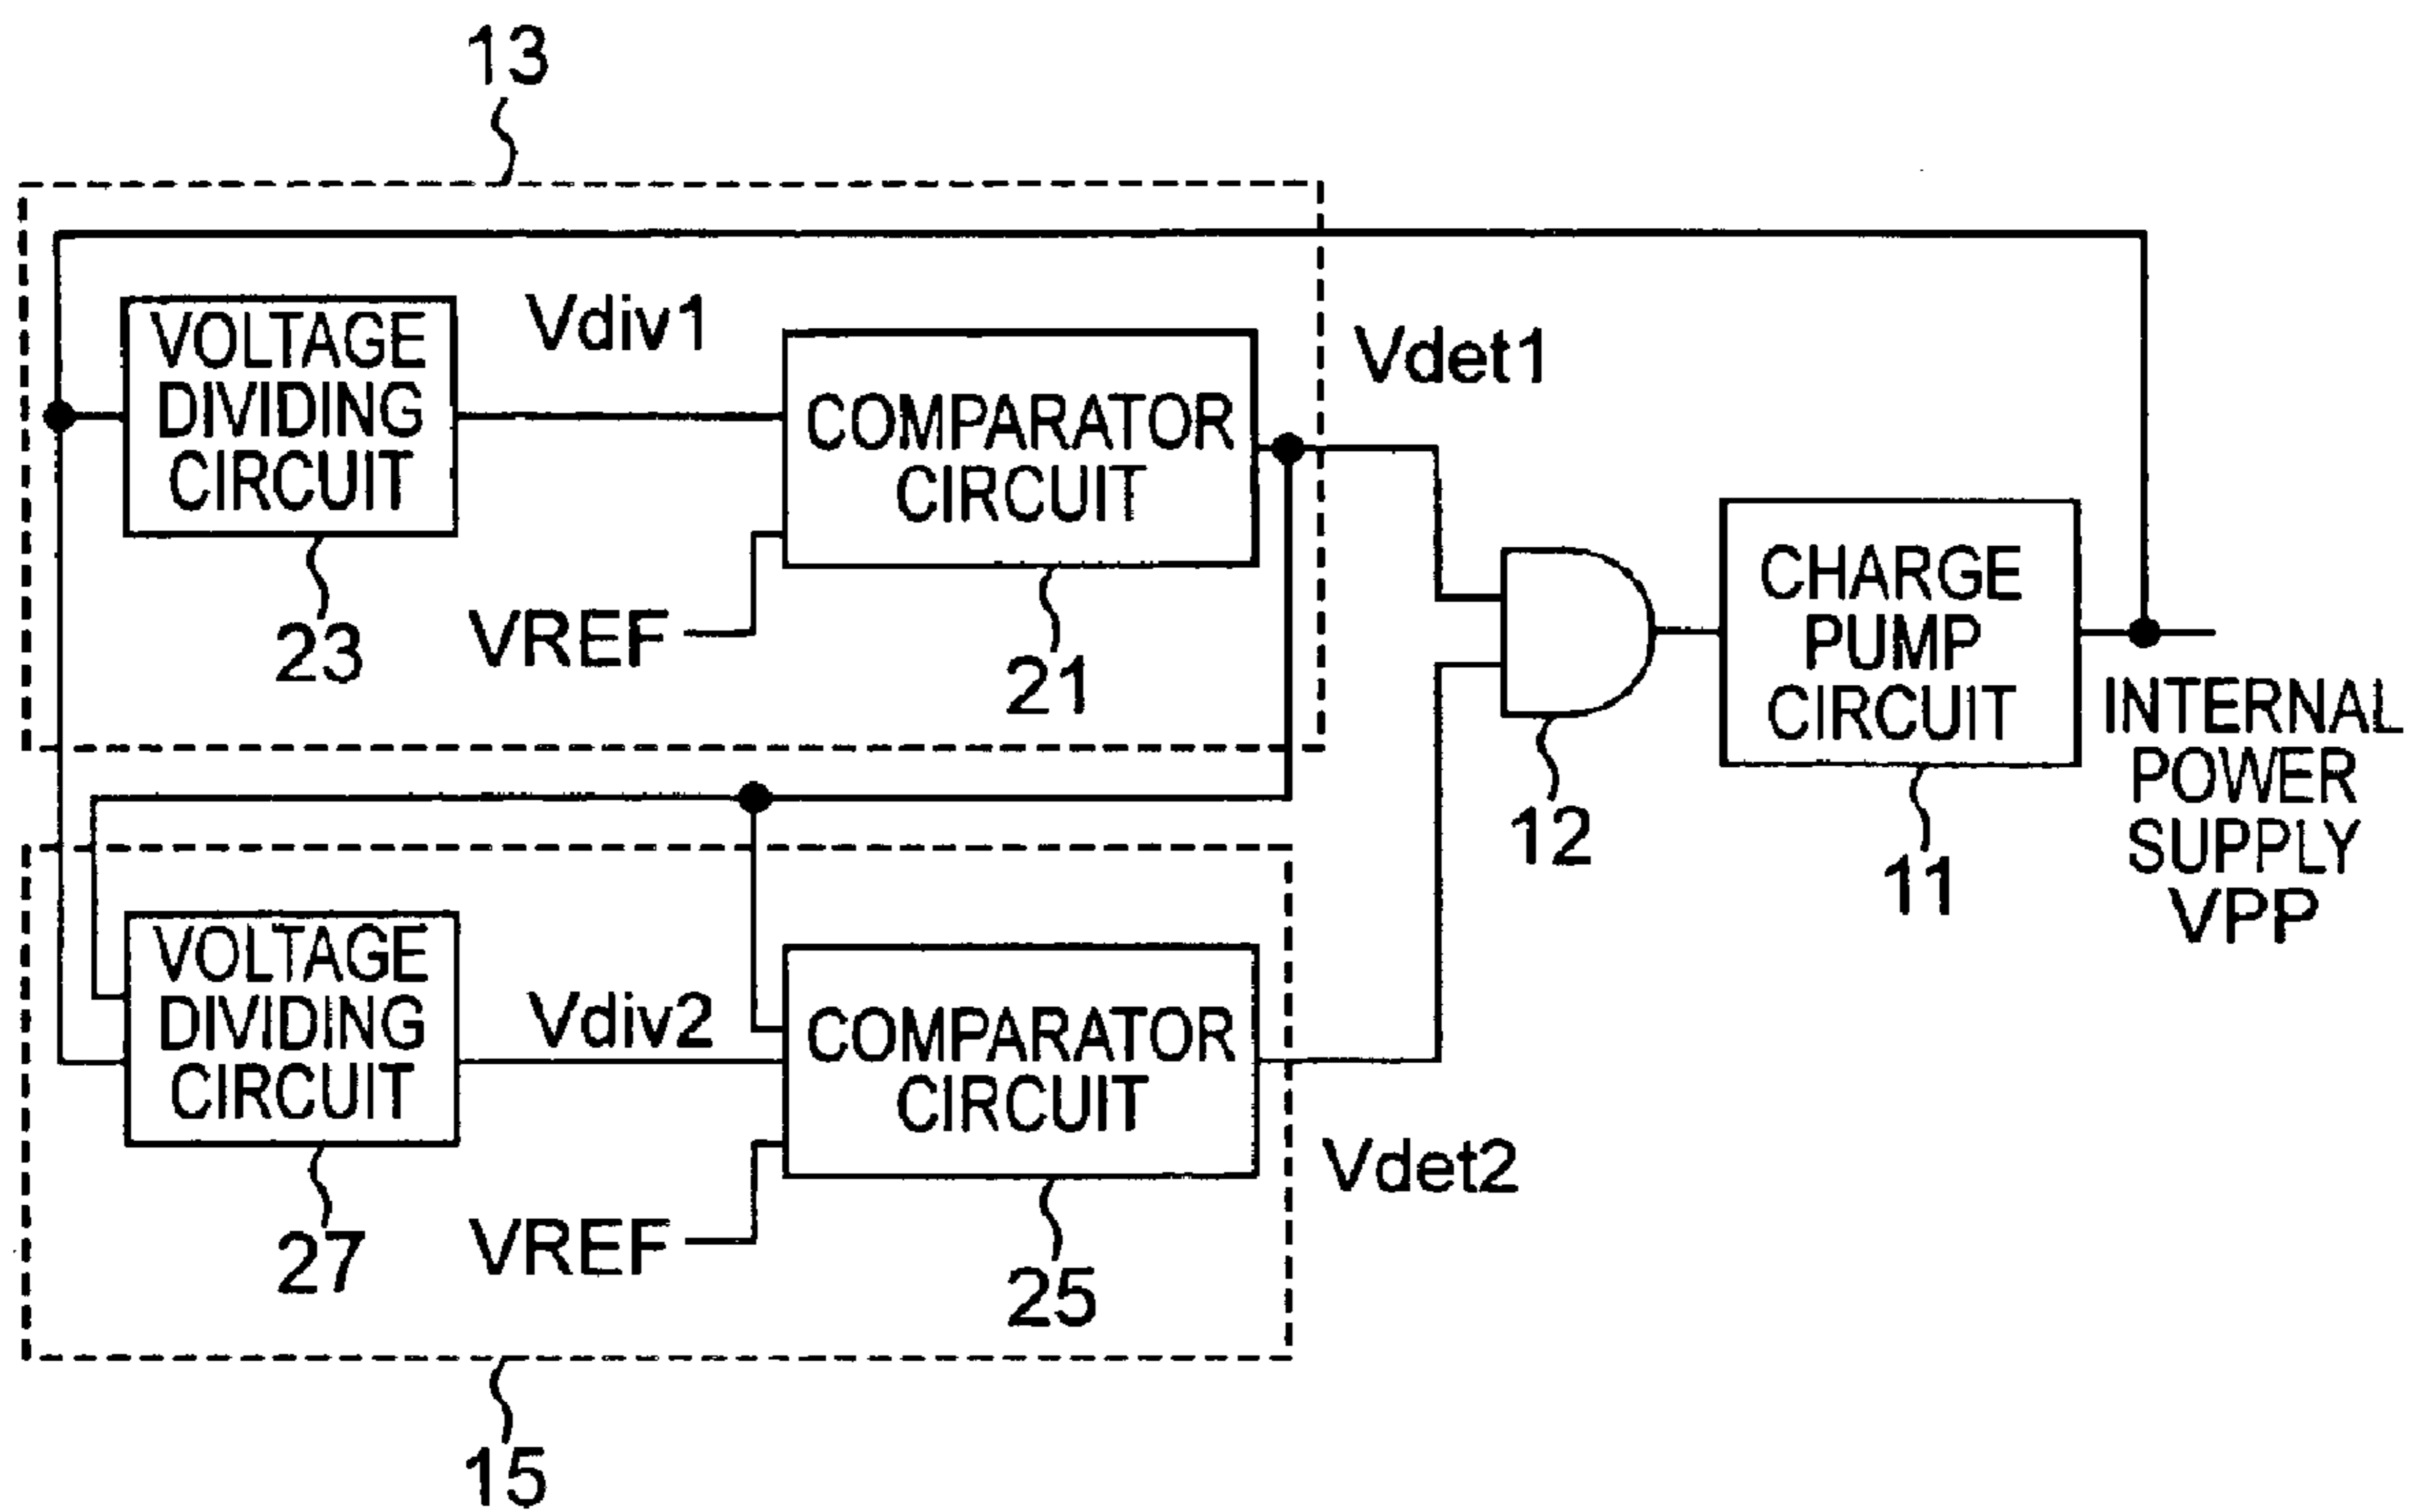 13
VOLTAGE
DIVIDING
CIRCUIT
Vdiv1
COMPARATOR
CIRCUIT
Vdet1
23
VREF
21
12
CHARGE
PUMP
CIRCUIT
11
INTERNAL
POWER
SUPPLY
VPP
VOLTAGE
DIVIDING
CIRCUIT
Vdiv2
COMPARATOR
CIRCUIT
Vdet2
27
VREF
25
15